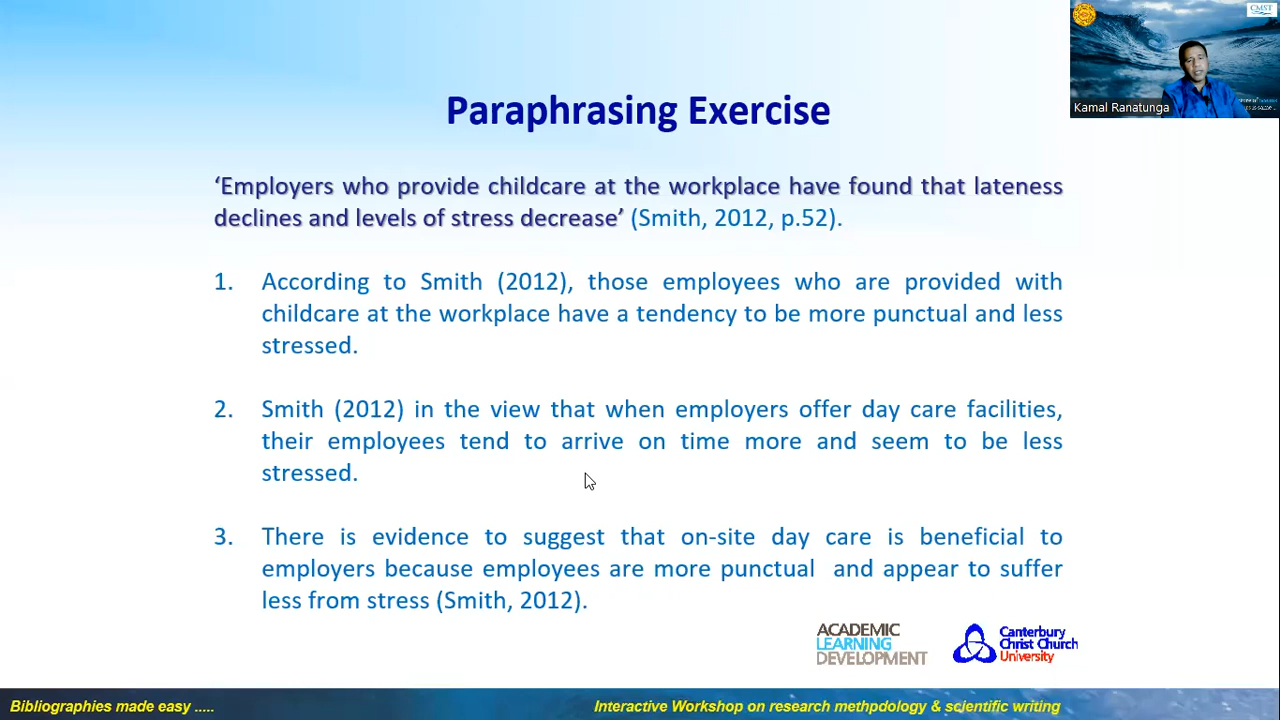 CMST
Kamal Ranatunga
Paraphrasing Exercise
‘Employers who provide childcare at the workplace have found that lateness
declines and levels of stress decrease’ (Smith, 2012, p.52).
1. According to Smith (2012), those employees who are provided with
childcare at the workplace have a tendency to be more punctual and less
stressed.
2. Smith (2012) in the view that when employers offer day care facilities,
their employees tend to arrive on time more and seem to be less
stressed.
3. There is evidence to suggest that on-site day care is beneficial to
employers because employees are more punctual and appear to suffer
less from stress (Smith, 2012).
ACADEMIC
LEARNING
DEVELOPMENT
Canterbury
Christ Church
University
Bibliographies made easy .....
Interactive Workshop on research methpdology & scientific writing